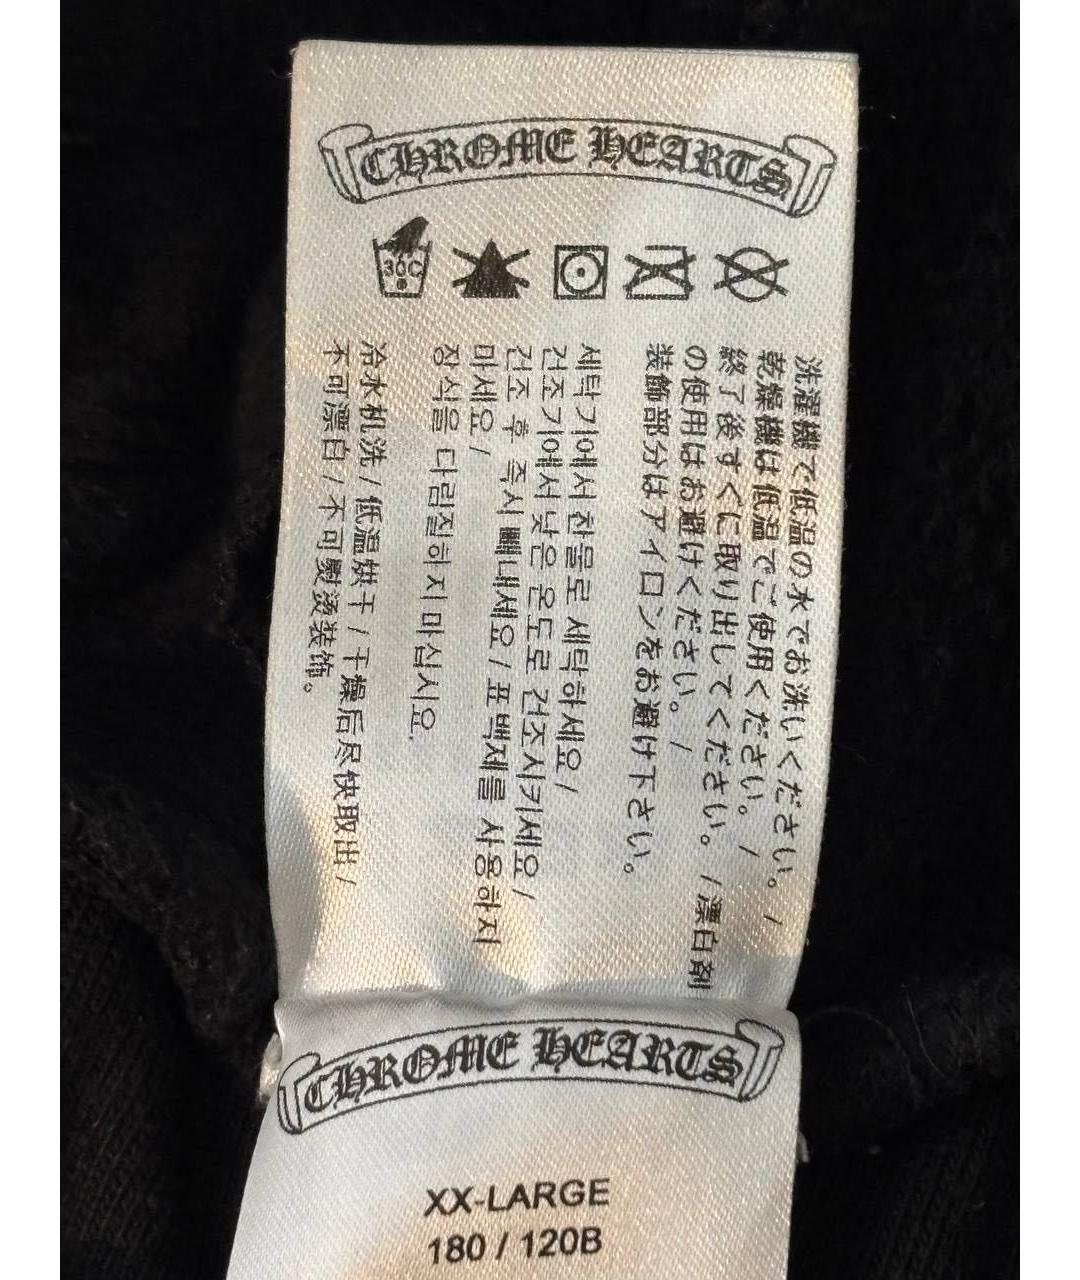 CHROME HEARTS
30C
洗濯機で低温の水でお洗いください。 /
乾燥機は低温でご使用ください。 /
終了後すぐに取り出してください。 / 漂白剤
の使用はお避けください。 /
装飾部分はアイロンをお避け下さい。
세탁기에서 찬물로 세탁하세요 /
건조기에서 낮은 온도로 건조시키세요 /
건조 후 즉시 빼내세요 / 표백제를 사용하지
마세요 /
장식을 다림질하지마십시요.
冷水机洗 / 低温烘干 / 干燥后尽快取出 /
不可漂白 / 不可熨烫装饰。
CHROME HEARTS
XX-LARGE
180 / 120B